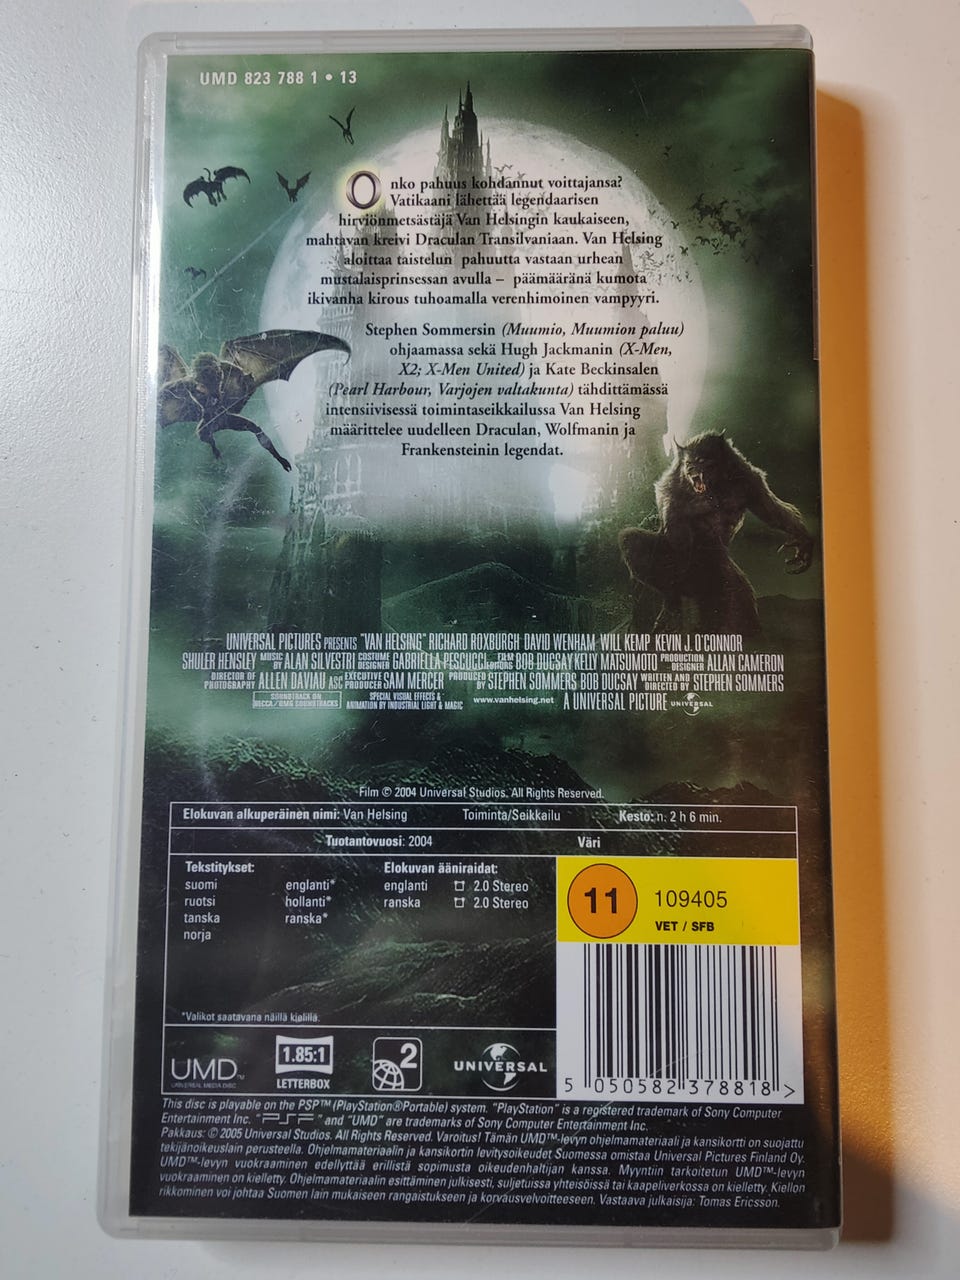 UMD 823 788 1 • 13
Onko pahuus kohdannut voittajansa?
Vatikaani lähettää legendaarisen
hirviönmetsästäjä Van Helsingin kaukaiseen,
mahtavan kreivi Draculan Transilvaniaan. Van Helsing
aloittaa taistelun pahuutta vastaan urhean
mustalaisprinsessan avulla – päämääränä kumota
ikivanha kirous tuhoamalla verenhimoinen vampyyri.
Stephen Sommersin (Muumio, Muumion paluu)
ohjaamassa sekä Hugh Jackmanin (X-Men,
X2; X-Men United) ja Kate Beckinsalen
(Pearl Harbour, Varjojen valtakunta) tähdittämässä
intensiivisessä toimintaseikkailussa Van Helsing
määrittelee uudelleen Draculan, Wolfmanin ja
Frankensteinin legendat.
UNIVERSAL PICTURES PRESENTS "VAN HELSING" RICHARD ROXBURGH DAVID WENHAM WILL KEMP KEVIN J. O'CONNOR
SHULER HENSLEY MUSIC BY ALAN SILVESTRI COSTUME DESIGNER GABRIELLA PESCUCCI FILM EDITORS BOB DUCSAY KELLY MATSUMOTO PRODUCTION DESIGNER ALLAN CAMERON
DIRECTOR OF PHOTOGRAPHY ALLEN DAVIAU ASC EXECUTIVE PRODUCER SAM MERCER PRODUCED BY STEPHEN SOMMERS BOB DUCSAY WRITTEN AND DIRECTED BY STEPHEN SOMMERS
SOUNDTRACK ON DECCA/UMG SOUNDTRACKS SPECIAL VISUAL EFFECTS & ANIMATION BY INDUSTRIAL LIGHT & MAGIC www.vanhelsing.net A UNIVERSAL PICTURE UNIVERSAL
Film © 2004 Universal Studios. All Rights Reserved.
Elokuvan alkuperäinen nimi: Van Helsing Toiminta/Seikkailu Kesto: n. 2 h 6 min.
Tuotantovuosi: 2004 Väri
Tekstitykset: Elokuvan ääniraidat:
suomi englanti* englanti 2.0 Stereo
ruotsi hollanti* ranska 2.0 Stereo
tanska ranska*
norja
11 109405
VET / SFB
*Valikot saatavana näillä kielillä.
UMD™ 1.85:1 2 UNIVERSAL
UNIVERSAL MEDIA DISC LETTERBOX
5 050582 378818 >
This disc is playable on the PSP™ (PlayStation®Portable) system. "PlayStation" is a registered trademark of Sony Computer
Entertainment Inc. "PSP" and "UMD" are trademarks of Sony Computer Entertainment Inc.
Pakkaus: © 2005 Universal Studios. All Rights Reserved. Varoitus! Tämän UMD™-levyn ohjelmamateriaali ja kansikortti on suojattu
tekijänoikeuslain perusteella. Ohjelmamateriaalin ja kansikortin levitysoikeudet Suomessa omistaa Universal Pictures Finland Oy.
UMD™-levyn vuokraaminen edellyttää erillistä sopimusta oikeudenhaltijan kanssa. Myyntiin tarkoitetun UMD™-levyn
vuokraaminen on kielletty. Ohjelmamateriaalin esittäminen julkisesti, suljetuissa yhteisöissä tai kaapeliverkossa on kielletty. Kiellon
rikkominen voi johtaa Suomen lain mukaiseen rangaistukseen ja korvausvelvoitteeseen. Vastaava julkaisija: Tomas Ericsson.